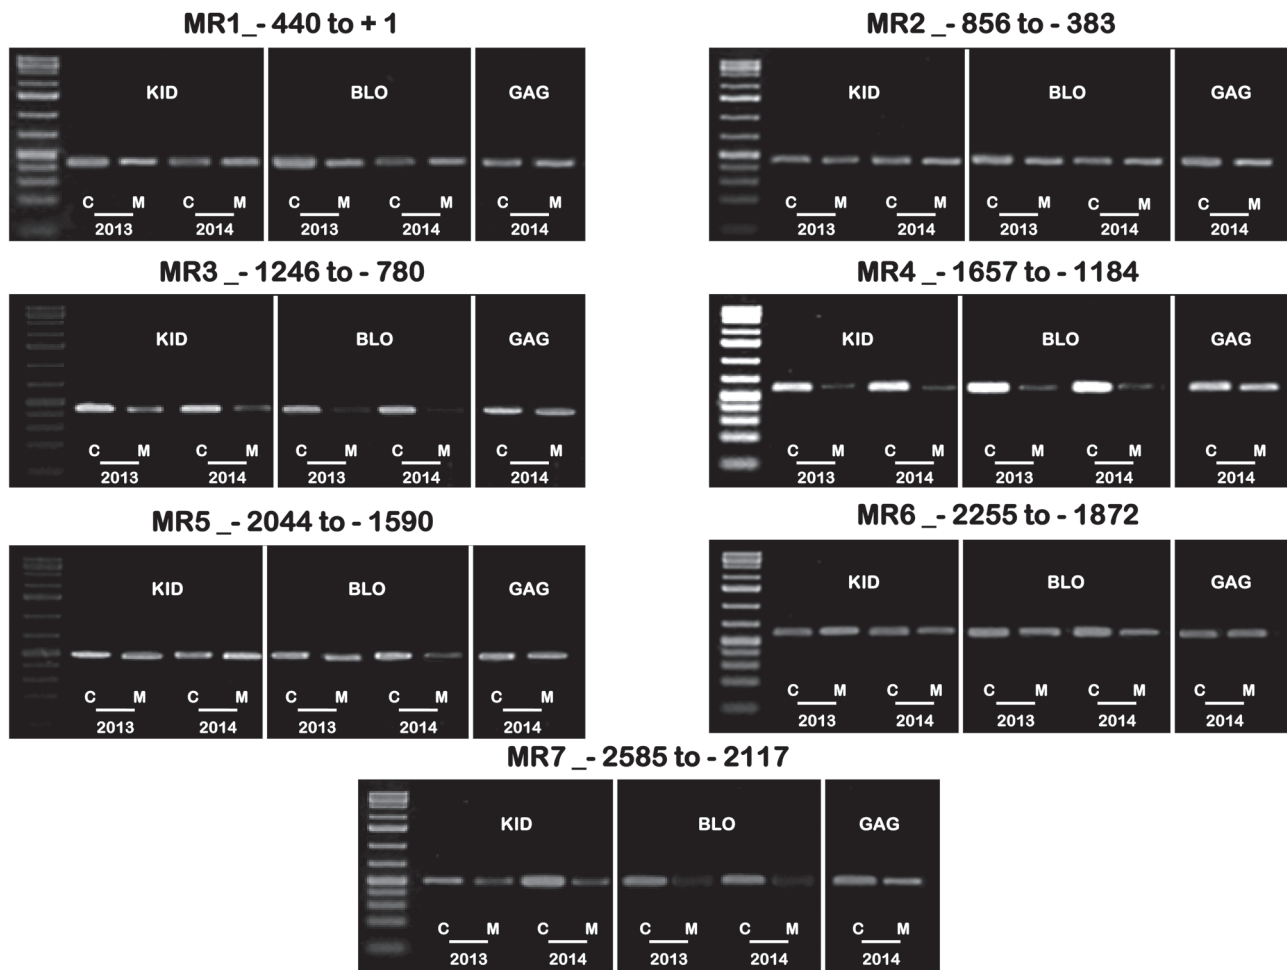 MR1_- 440 to + 1
KID BLO GAG
C M C M C M C M C M
2013 2014 2013 2014 2014
MR2 _- 856 to - 383
KID BLO GAG
C M C M C M C M C M
2013 2014 2013 2014 2014
MR3 _- 1246 to - 780
KID BLO GAG
C M C M C M C M C M
2013 2014 2013 2014 2014
MR4 _- 1657 to - 1184
KID BLO GAG
C M C M C M C M C M
2013 2014 2013 2014 2014
MR5 _- 2044 to - 1590
KID BLO GAG
C M C M C M C M C M
2013 2014 2013 2014 2014
MR6 _- 2255 to - 1872
KID BLO GAG
C M C M C M C M C M
2013 2014 2013 2014 2014
MR7 _- 2585 to - 2117
KID BLO GAG
C M C M C M C M C M
2013 2014 2013 2014 2014